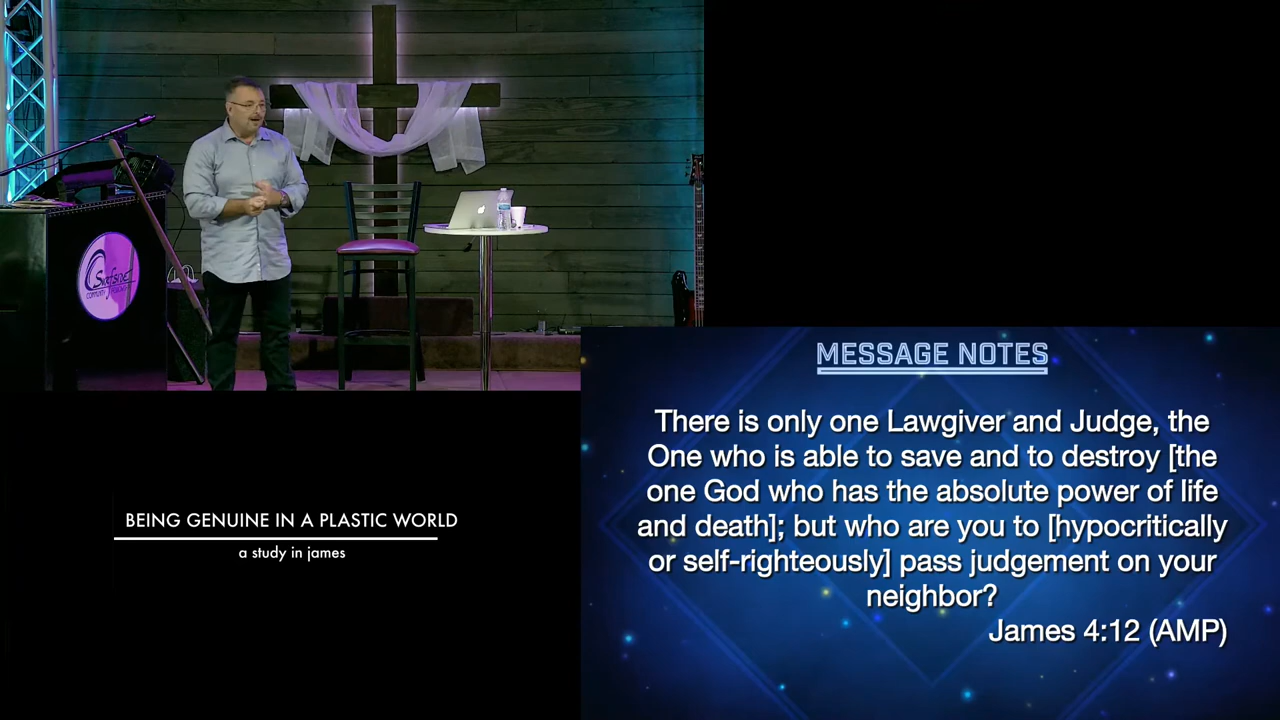 Surfsnet
MESSAGE NOTES
There is only one Lawgiver and Judge, the
One who is able to save and to destroy [the
one God who has the absolute power of life
and death]; but who are you to [hypocritically
or self-righteously] pass judgement on your
neighbor?
James 4:12 (AMP)
BEING GENUINE IN A PLASTIC WORLD
a study in james